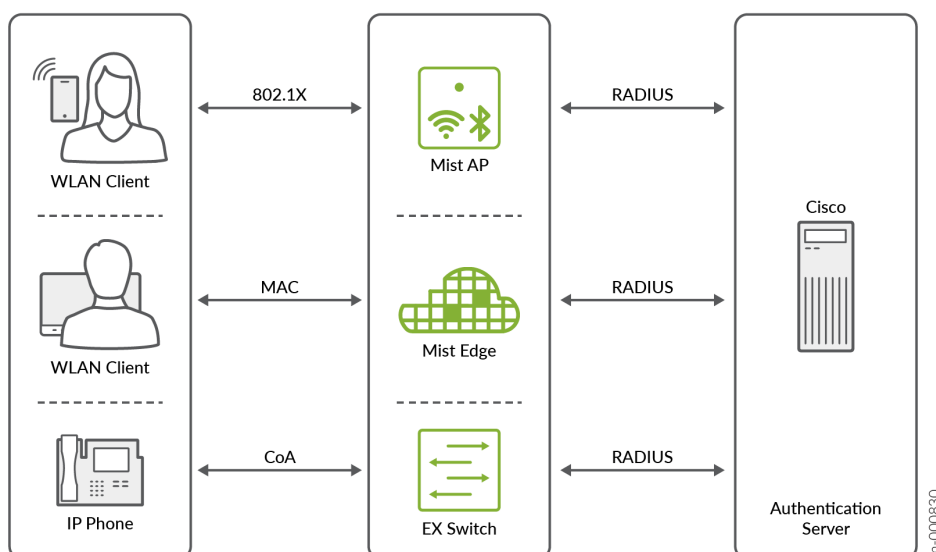 802.1X
RADIUS
WLAN Client
Mist AP
Cisco
MAC
RADIUS
WLAN Client
Mist Edge
CoA
RADIUS
IP Phone
EX Switch
Authentication
Server